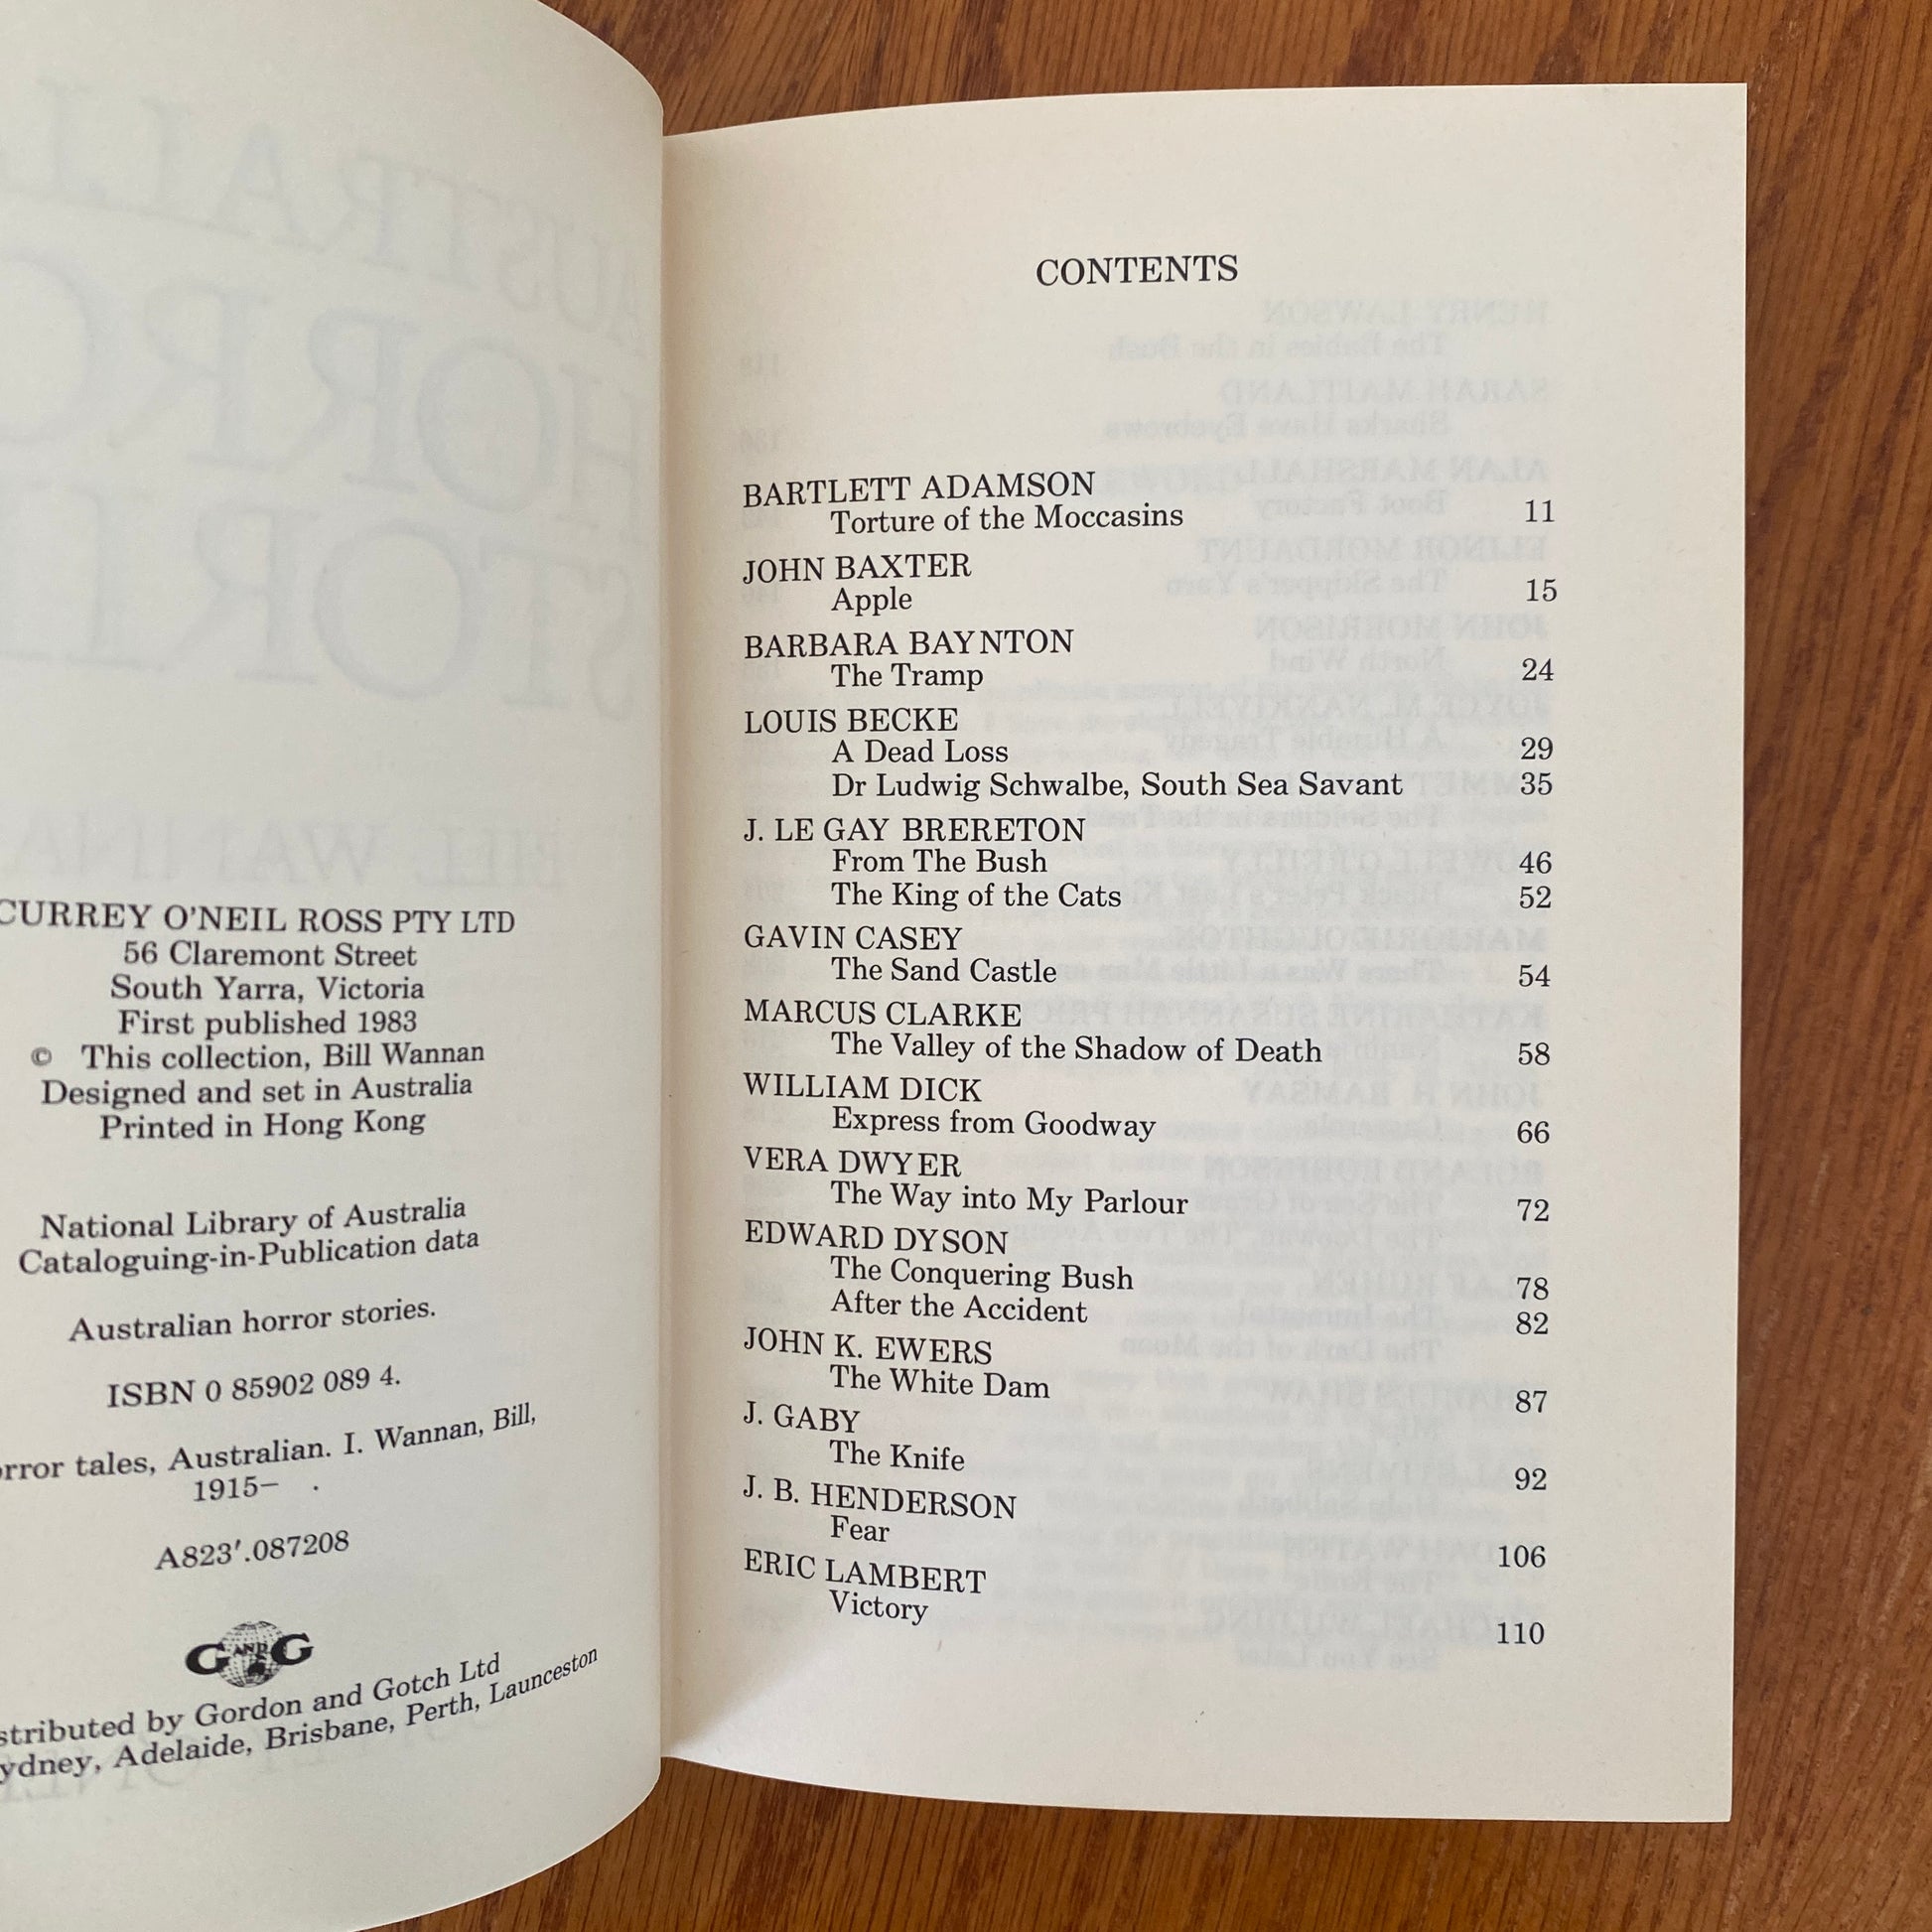 CURREY O'NEIL ROSS PTY LTD
56 Claremont Street
South Yarra, Victoria
First published 1983
© This collection, Bill Wannan
Designed and set in Australia
Printed in Hong Kong
National Library of Australia
Cataloguing-in-Publication data
Australian horror stories.
ISBN 0 85902 089 4.
tales, Australian. I. Wannan, Bill,
1915– .
A823'.087208
G AND G
by Gordon and Gotch Ltd
Adelaide, Brisbane, Perth, Launceston
CONTENTS
BARTLETT ADAMSON
Torture of the Moccasins 11
JOHN BAXTER
Apple 15
BARBARA BAYNTON
The Tramp 24
LOUIS BECKE
A Dead Loss 29
Dr Ludwig Schwalbe, South Sea Savant 35
J. LE GAY BRERETON
From The Bush 46
The King of the Cats 52
GAVIN CASEY
The Sand Castle 54
MARCUS CLARKE
The Valley of the Shadow of Death 58
WILLIAM DICK
Express from Goodway 66
VERA DWYER
The Way into My Parlour 72
EDWARD DYSON
The Conquering Bush 78
After the Accident 82
JOHN K. EWERS
The White Dam 87
J. GABY
The Knife 92
J. B. HENDERSON
Fear 106
ERIC LAMBERT
Victory 110